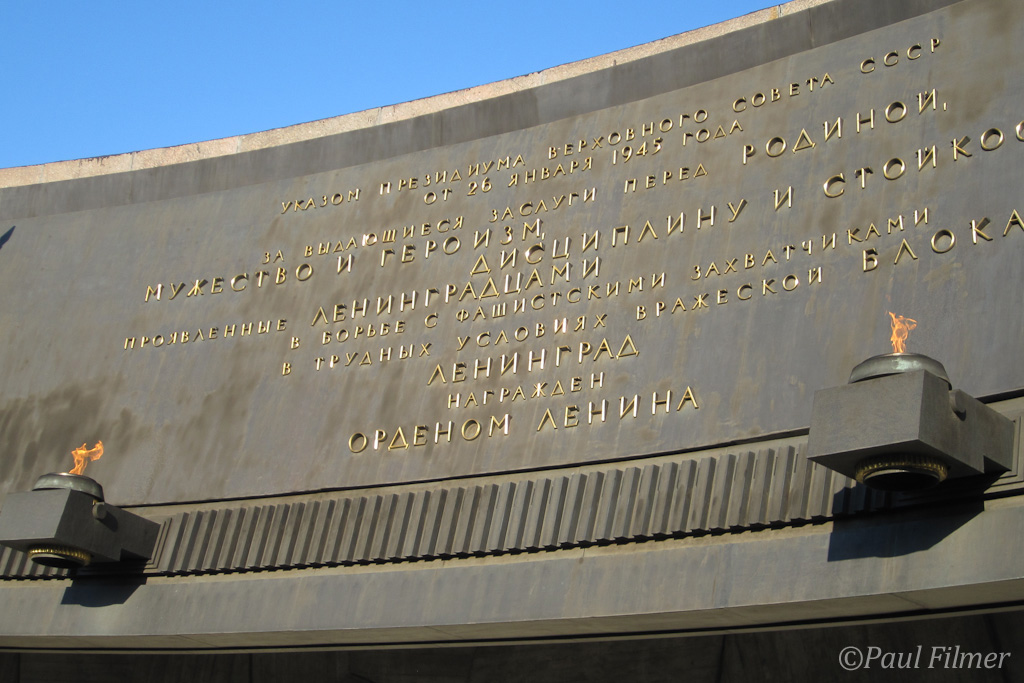 УКАЗОМ ПРЕЗИДИУМА ВЕРХОВНОГО СОВЕТА СССР
ОТ 26 ЯНВАРЯ 1945 ГОДА
ЗА ВЫДАЮЩИЕСЯ ЗАСЛУГИ ПЕРЕД РОДИНОЙ,
МУЖЕСТВО И ГЕРОИЗМ,
ДИСЦИПЛИНУ И СТОЙКОС
ПРОЯВЛЕННЫЕ ЛЕНИНГРАДЦАМИ
В БОРЬБЕ С ФАШИСТСКИМИ ЗАХВАТЧИКАМИ
В ТРУДНЫХ УСЛОВИЯХ ВРАЖЕСКОЙ БЛОКА
ЛЕНИНГРАД
НАГРАЖДЕН
ОРДЕНОМ ЛЕНИНА
©Paul Filmer